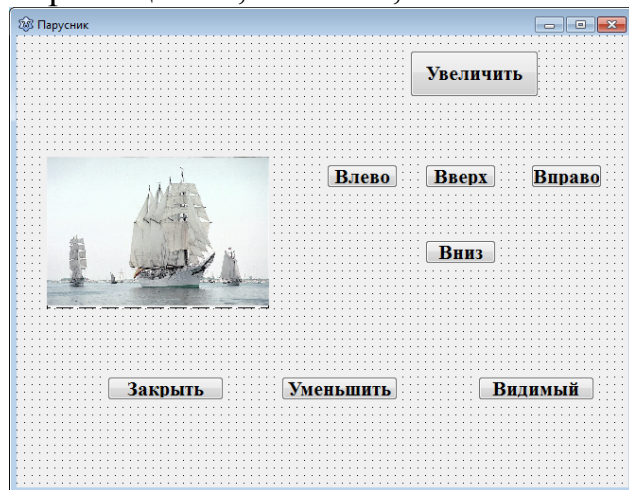 Парусник
Увеличить
Влево Вверх Вправо
Вниз
Закрыть Уменьшить Видимый